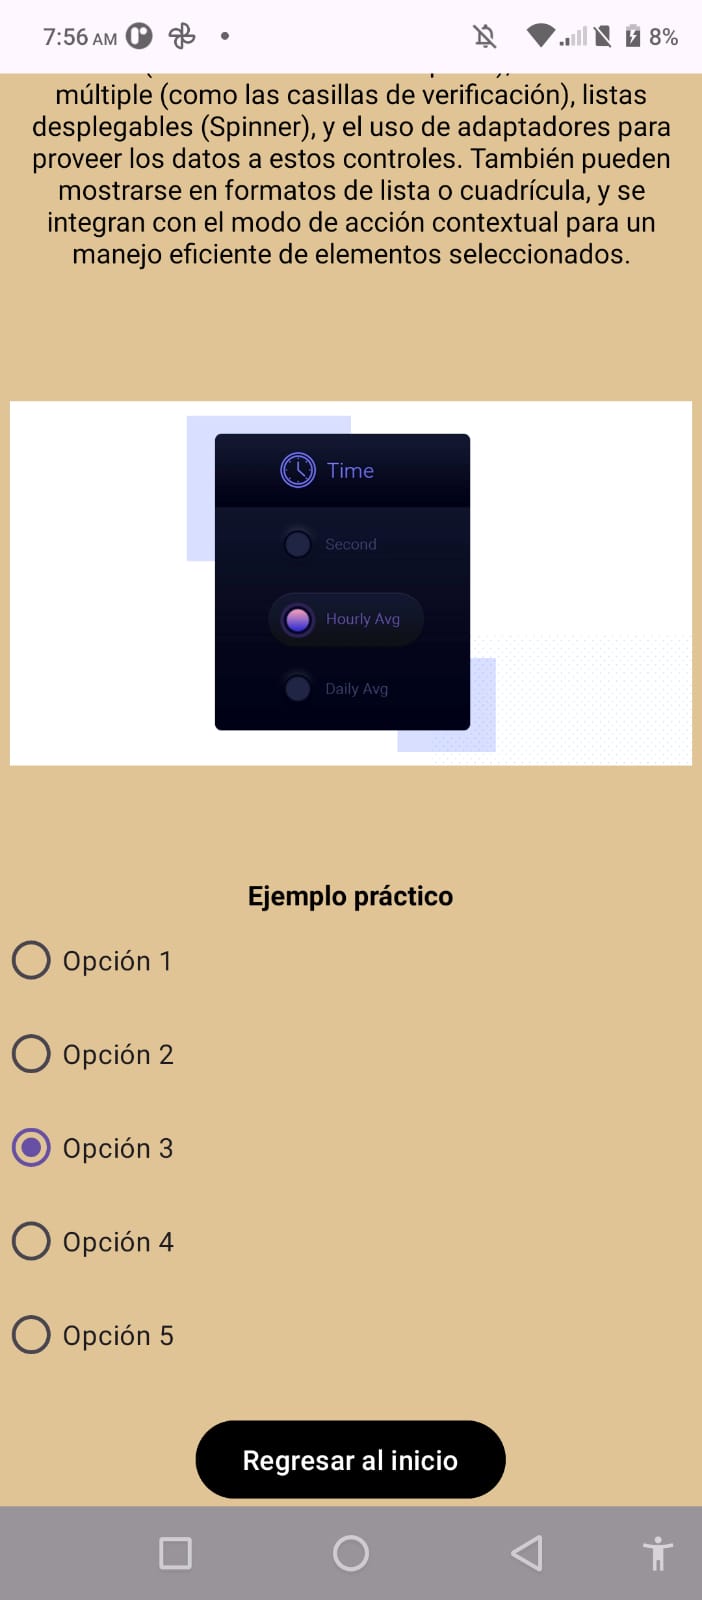 7:56 AM
8%
múltiple (como las casillas de verificación), listas
desplegables (Spinner), y el uso de adaptadores para
proveer los datos a estos controles. También pueden
mostrarse en formatos de lista o cuadrícula, y se
integran con el modo de acción contextual para un
manejo eficiente de elementos seleccionados.
Time
Second
Hourly Avg
Daily Avg
Ejemplo práctico
Opción 1
Opción 2
Opción 3
Opción 4
Opción 5
Regresar al inicio